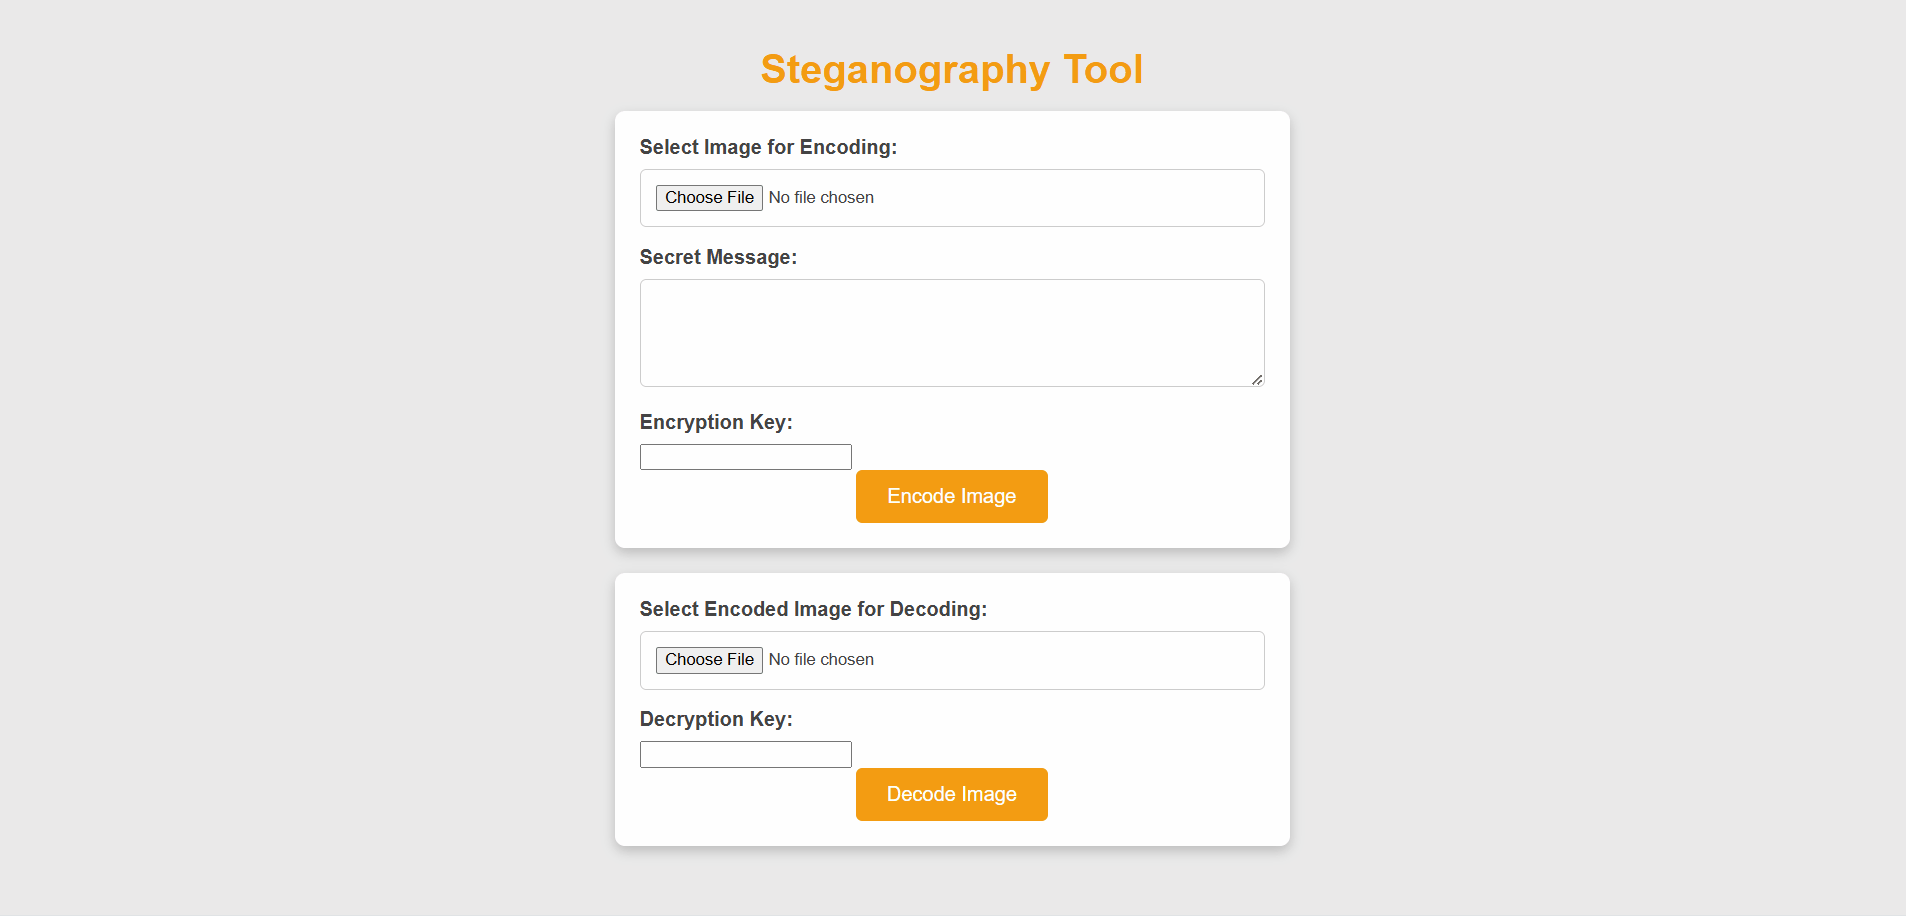 Steganography Tool
Select Image for Encoding:
Choose File No file chosen
Secret Message:
Encryption Key:
Encode Image
Select Encoded Image for Decoding:
Choose File No file chosen
Decryption Key:
Decode Image